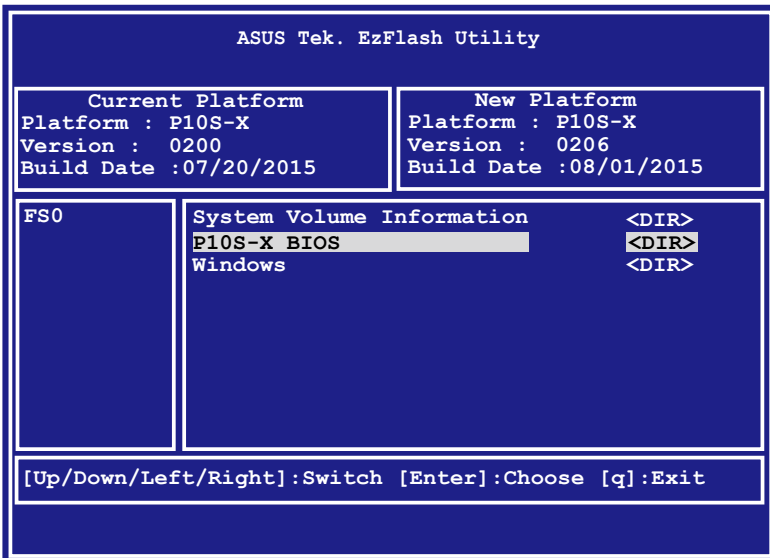 ASUS Tek. EzFlash Utility
Current Platform
Platform : P10S-X
Version : 0200
Build Date :07/20/2015
New Platform
Platform : P10S-X
Version : 0206
Build Date :08/01/2015
FS0
System Volume Information <DIR>
P10S-X BIOS <DIR>
Windows <DIR>
[Up/Down/Left/Right]:Switch [Enter]:Choose [q]:Exit